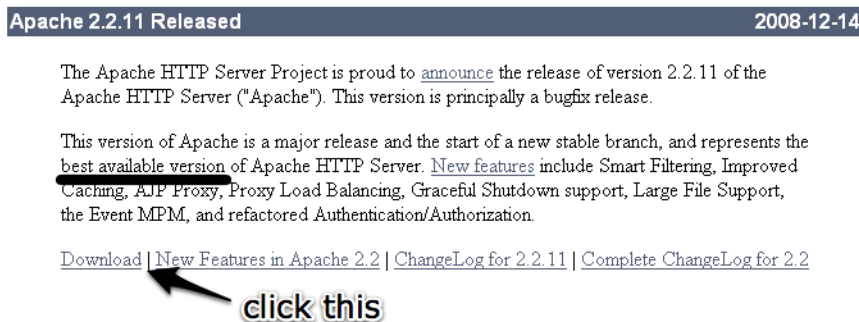 Apache 2.2.11 Released 2008-12-14
The Apache HTTP Server Project is proud to announce the release of version 2.2.11 of the
Apache HTTP Server ("Apache"). This version is principally a bugfix release.
This version of Apache is a major release and the start of a new stable branch, and represents the
best available version of Apache HTTP Server. New features include Smart Filtering, Improved
Caching, AJP Proxy, Proxy Load Balancing, Graceful Shutdown support, Large File Support,
the Event MPM, and refactored Authentication/Authorization.
Download | New Features in Apache 2.2 | ChangeLog for 2.2.11 | Complete ChangeLog for 2.2
click this